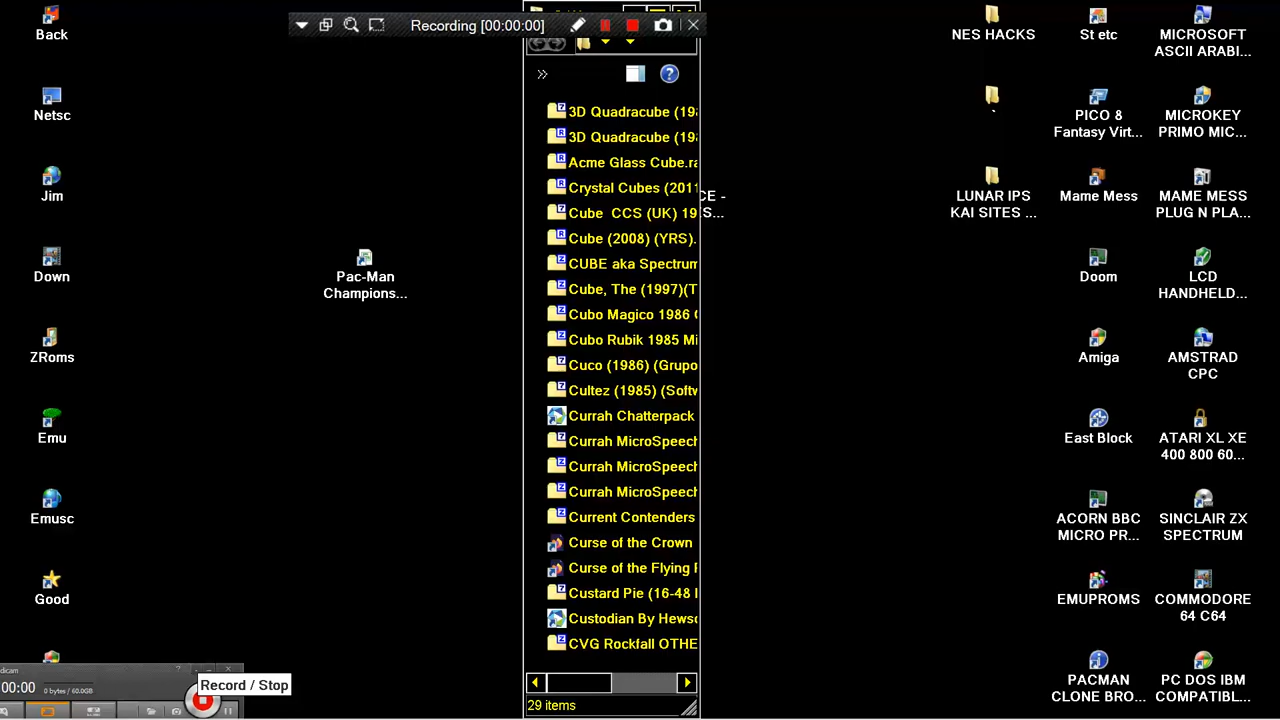 Recording [00:00:00]
Back
Netsc
Jim
Down
ZRoms
Emu
Emusc
Good
Pac-Man
Champions...
»
3D Quadracube (19
3D Quadracube (19
Acme Glass Cube.ra
Crystal Cubes (2011
Cube CCS (UK) 19
Cube (2008) (YRS).
CUBE aka Spectrum
Cube, The (1997)(T
Cubo Magico 1986
Cubo Rubik 1985 Mi
Cuco (1986) (Grupo
Cultez (1985) (Softw
Currah Chatterpack
Currah MicroSpeech
Currah MicroSpeech
Currah MicroSpeech
Current Contenders
Curse of the Crown
Curse of the Flying
Custard Pie (16-48
Custodian By Hewso
CVG Rockfall OTHE
29 items
CE -
S...
NES HACKS
`
LUNAR IPS
KAI SITES ...
St etc
PICO 8
Fantasy Virt...
Mame Mess
Doom
Amiga
East Block
ACORN BBC
MICRO PR...
EMUPROMS
PACMAN
CLONE BRO...
MICROSOFT
ASCII ARABI...
MICROKEY
PRIMO MIC...
MAME MESS
PLUG N PLA...
LCD
HANDHELD...
AMSTRAD
CPC
ATARI XL XE
400 800 60...
SINCLAIR ZX
SPECTRUM
COMMODORE
64 C64
PC DOS IBM
COMPATIBL...
dicam
00:00
0 bytes / 60.0GB
Record / Stop